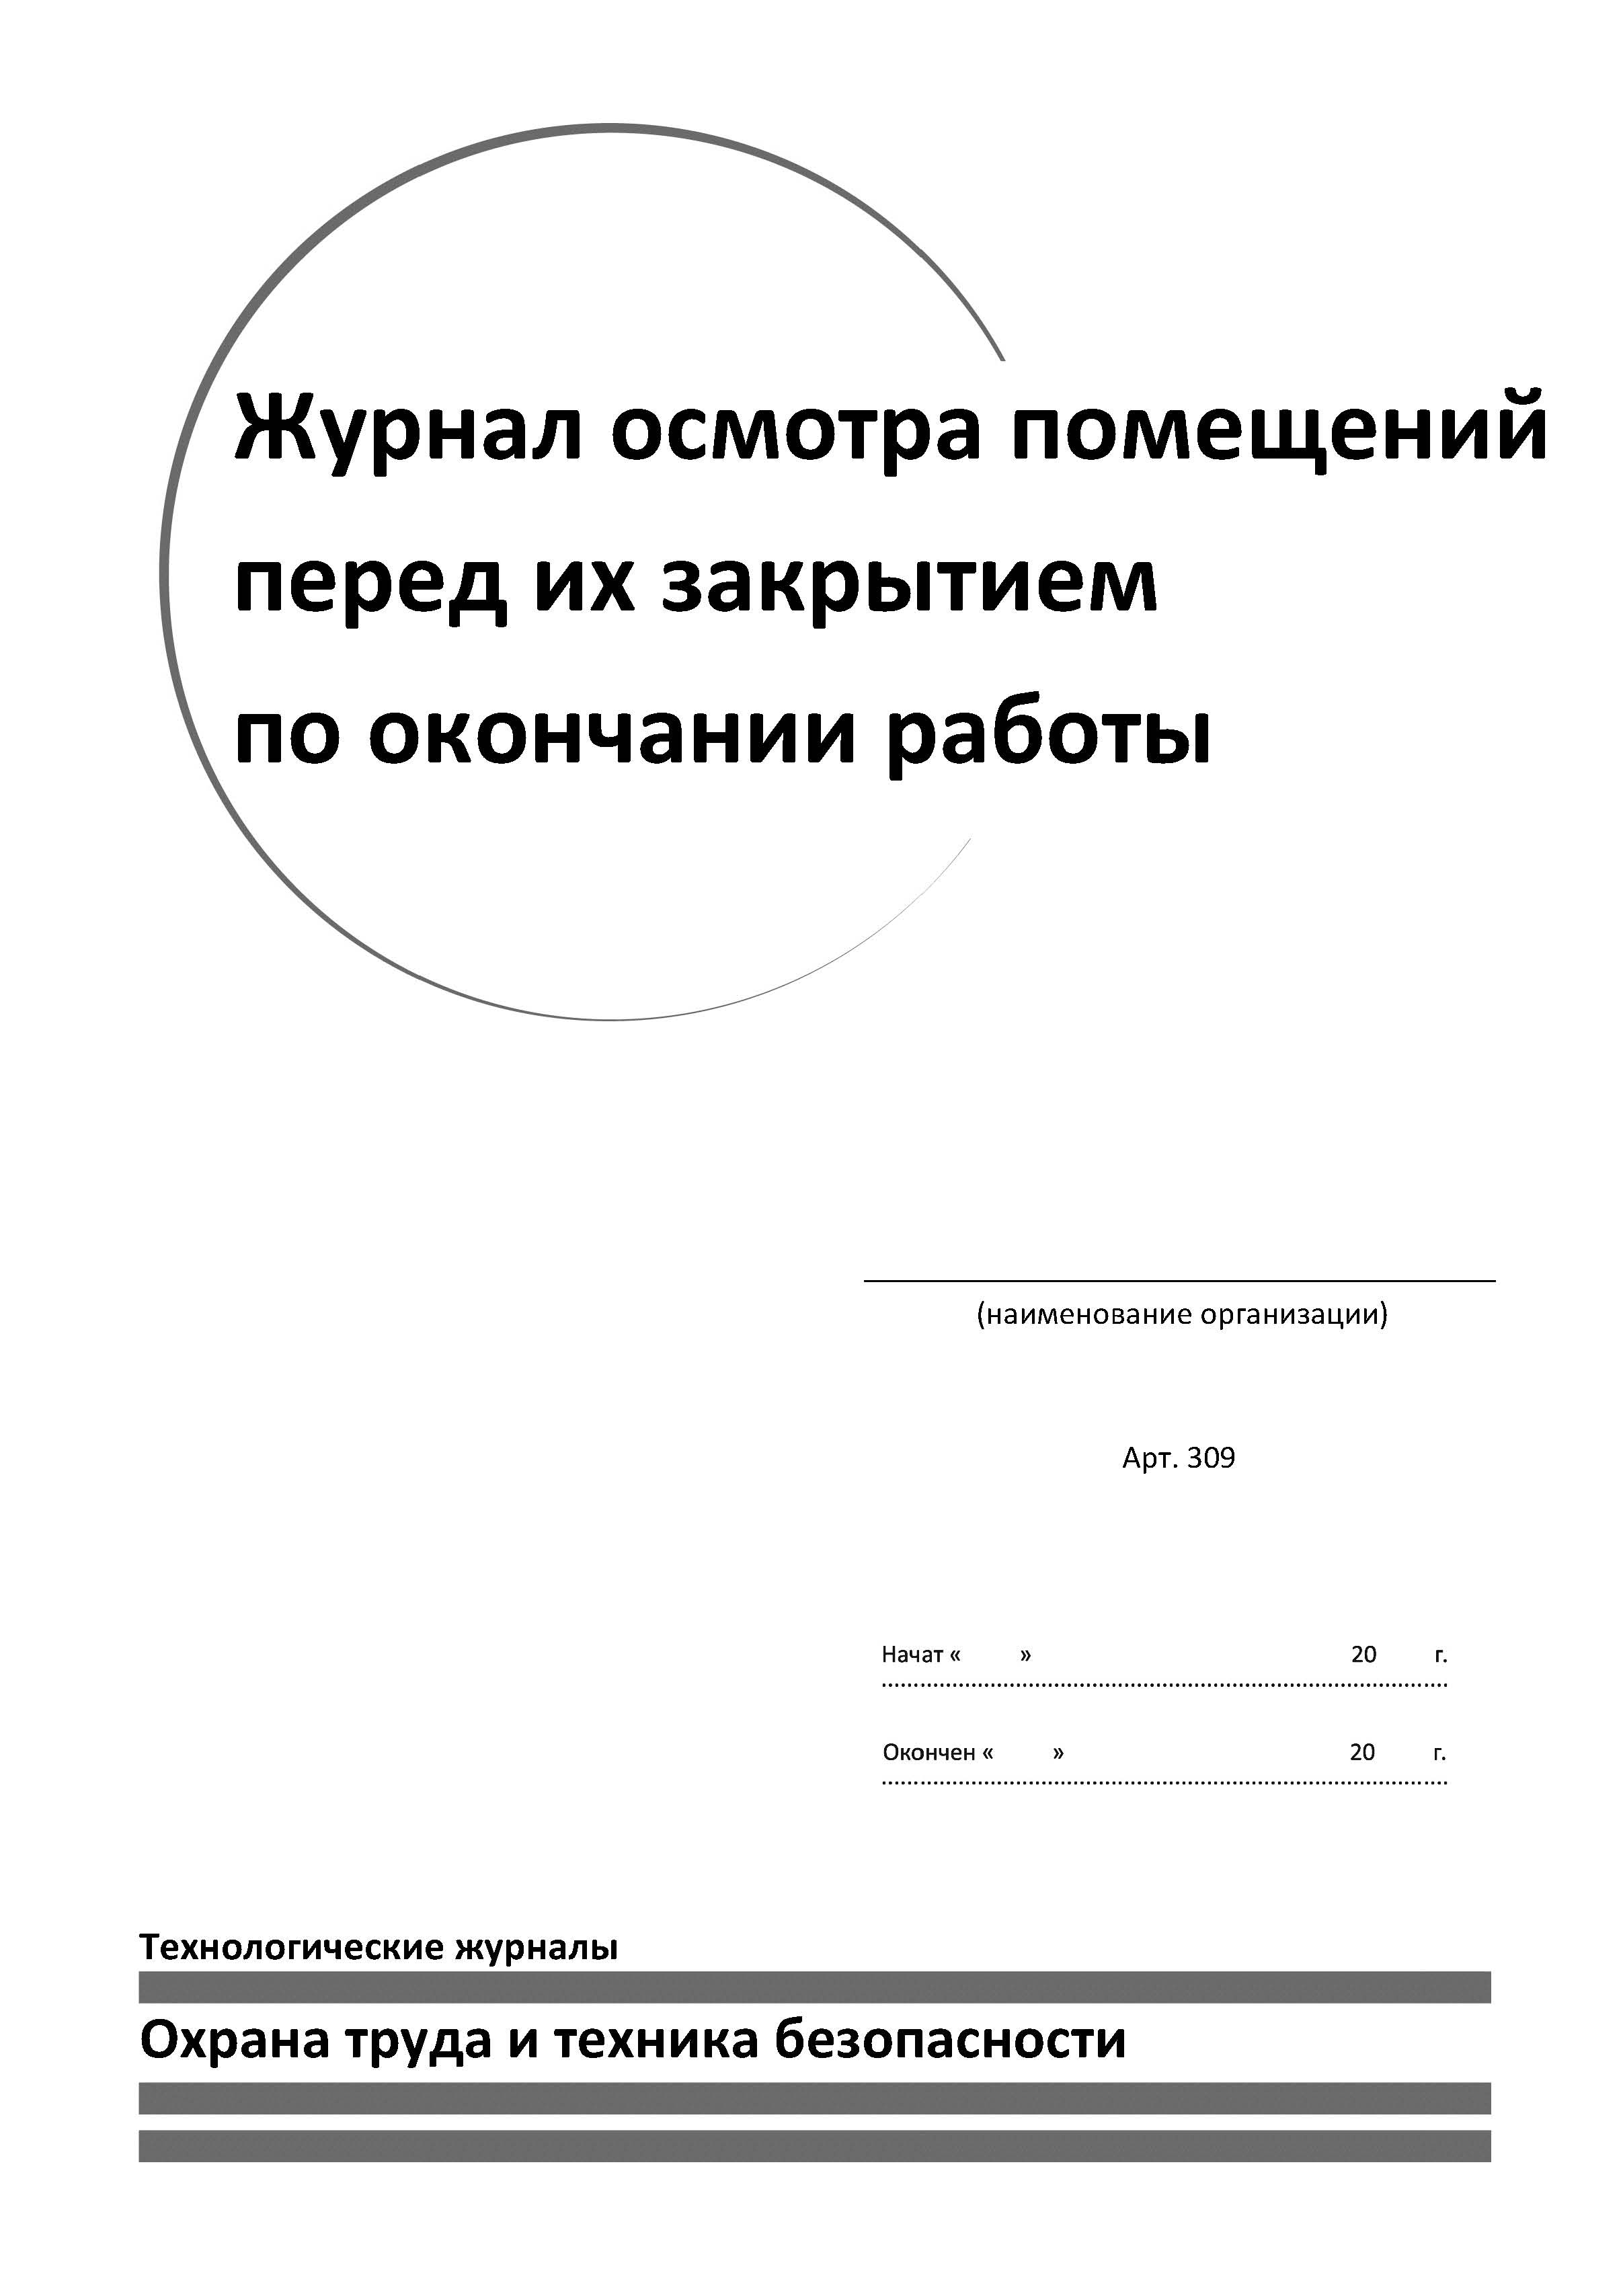 Журнал осмотра помещений
перед их закрытием
по окончании работы
(наименование организации)
Арт. 309
Начат « » 20 г.
Окончен « » 20 г.
Технологические журналы
Охрана труда и техника безопасности